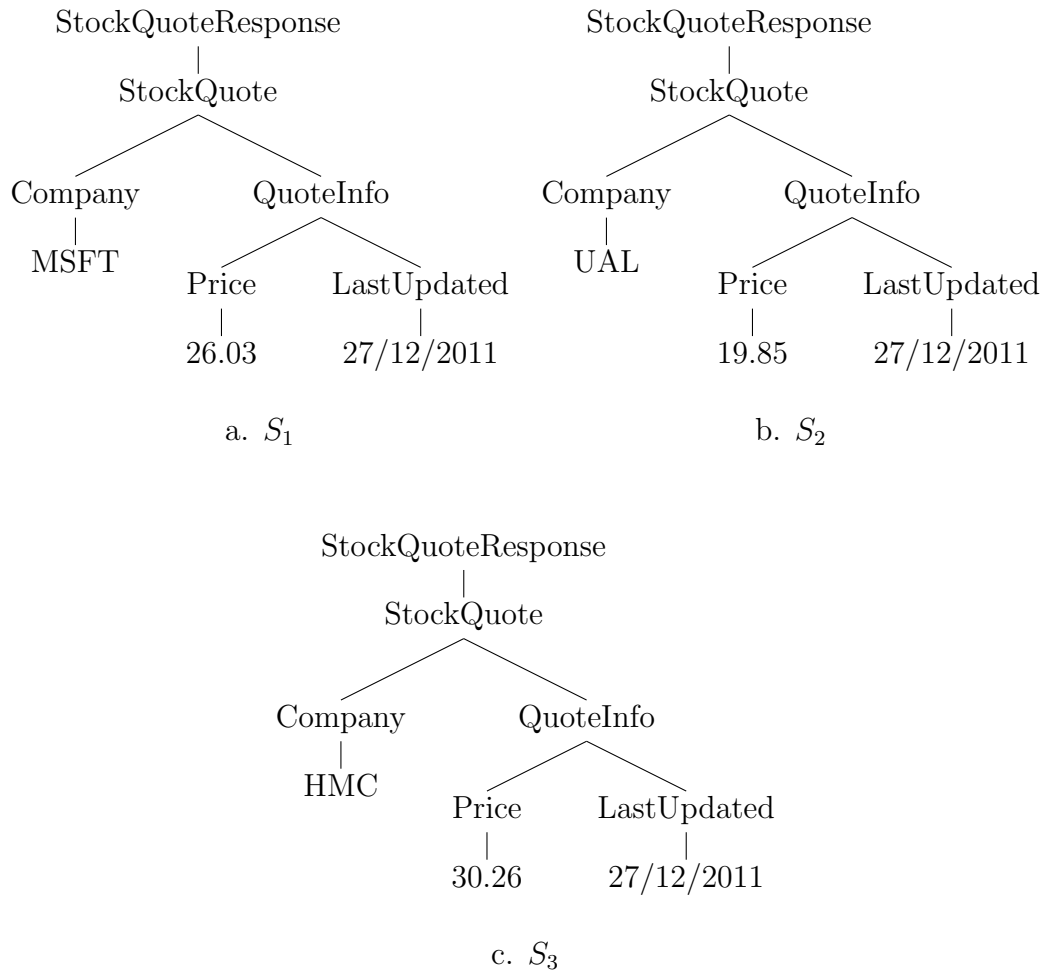 StockQuoteResponse
StockQuote
Company QuoteInfo
MSFT
Price LastUpdated
26.03 27/12/2011
a. S1
StockQuoteResponse
StockQuote
Company QuoteInfo
UAL
Price LastUpdated
19.85 27/12/2011
b. S2
StockQuoteResponse
StockQuote
Company QuoteInfo
HMC
Price LastUpdated
30.26 27/12/2011
c. S3